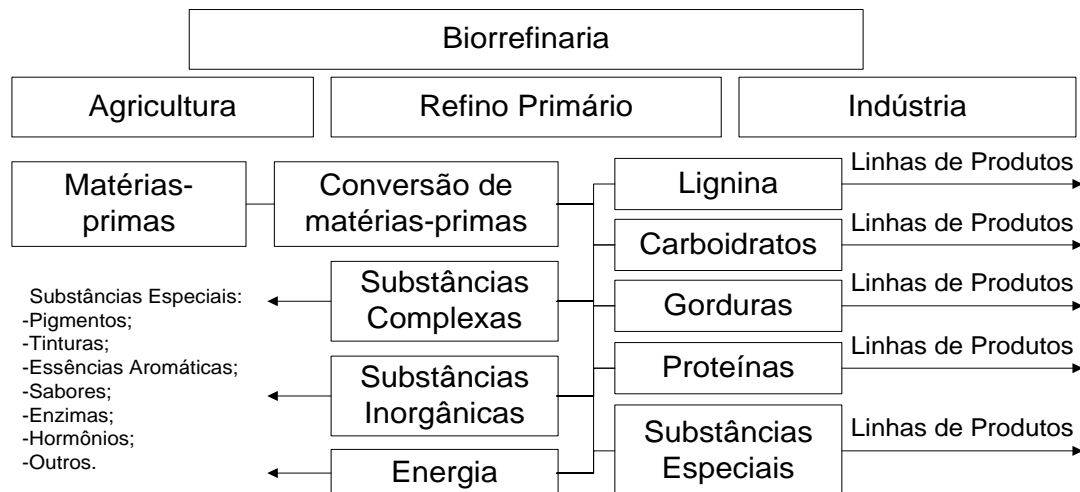 Biorrefinaria
Agricultura
Refino Primário
Indústria
Matérias-
primas
Conversão de
matérias-primas
Lignina
Linhas de Produtos
Carboidratos
Linhas de Produtos
Substâncias Especiais:
-Pigmentos;
-Tinturas;
-Essências Aromáticas;
-Sabores;
-Enzimas;
-Hormônios;
-Outros.
Substâncias
Complexas
Gorduras
Linhas de Produtos
Substâncias
Inorgânicas
Proteínas
Linhas de Produtos
Energia
Substâncias
Especiais
Linhas de Produtos